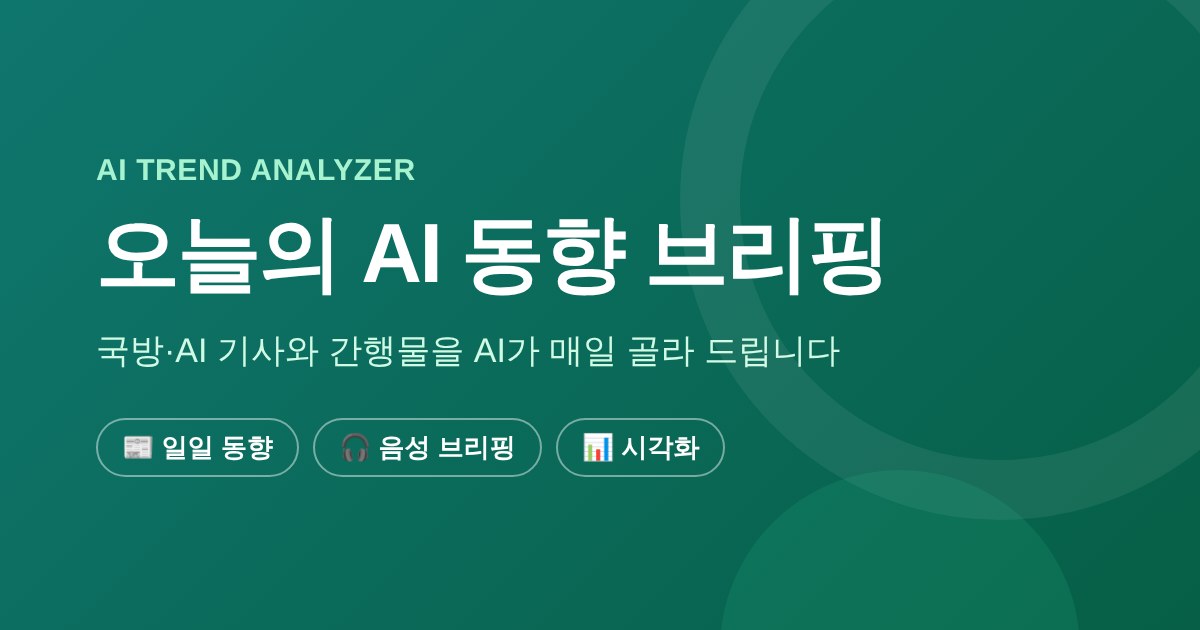 AI TREND ANALYZER
오늘의 AI 동향 브리핑
국방·AI 기사와 간행물을 AI가 매일 골라 드립니다
📰 일일 동향 🎧 음성 브리핑 📊 시각화